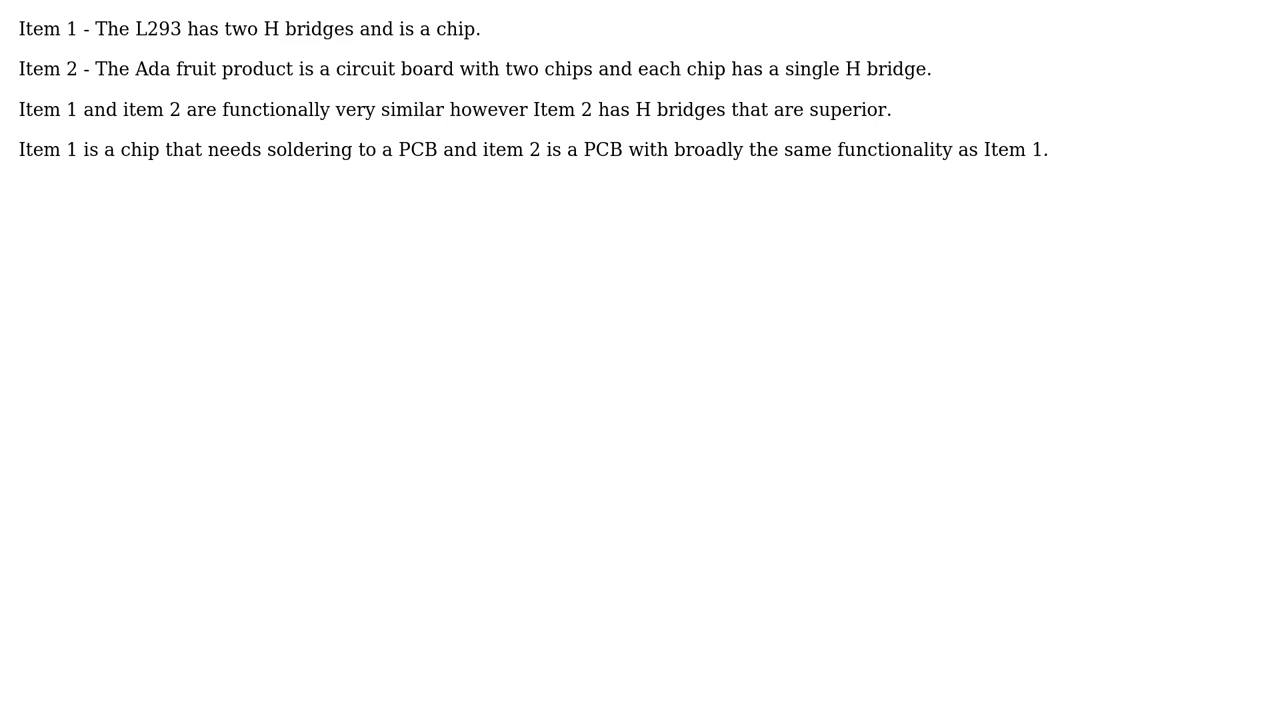 Item 1 - The L293 has two H bridges and is a chip.
Item 2 - The Ada fruit product is a circuit board with two chips and each chip has a single H bridge.
Item 1 and item 2 are functionally very similar however Item 2 has H bridges that are superior.
Item 1 is a chip that needs soldering to a PCB and item 2 is a PCB with broadly the same functionality as Item 1.